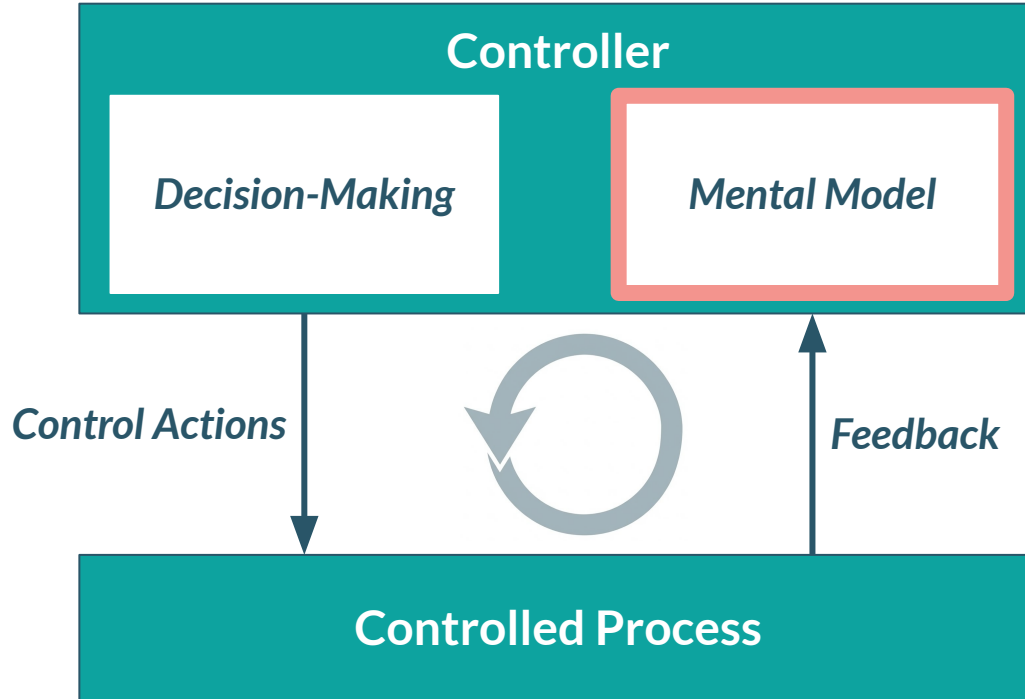 Controller
Decision-Making
Mental Model
Control Actions
Feedback
Controlled Process